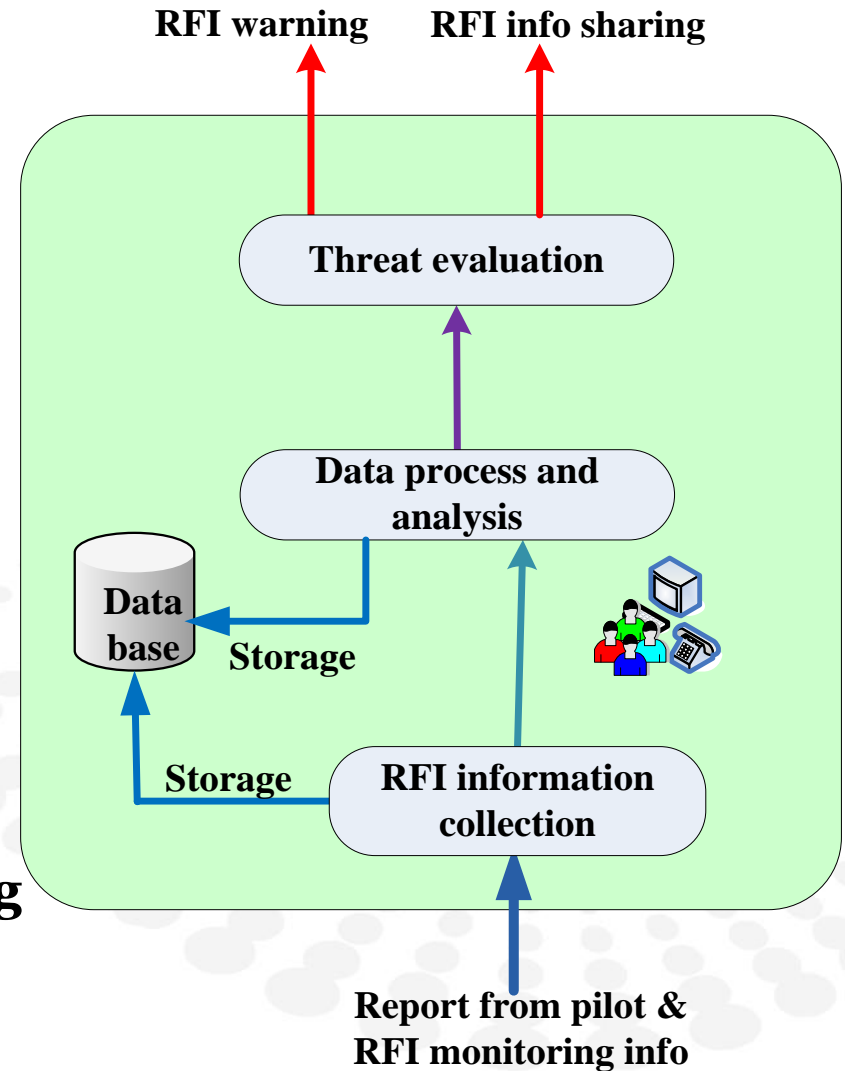 RFI warning
RFI info sharing
Threat evaluation
Data process and
analysis
Data
base
Storage
Storage
RFI information
collection
g
Report from pilot &
RFI monitoring info